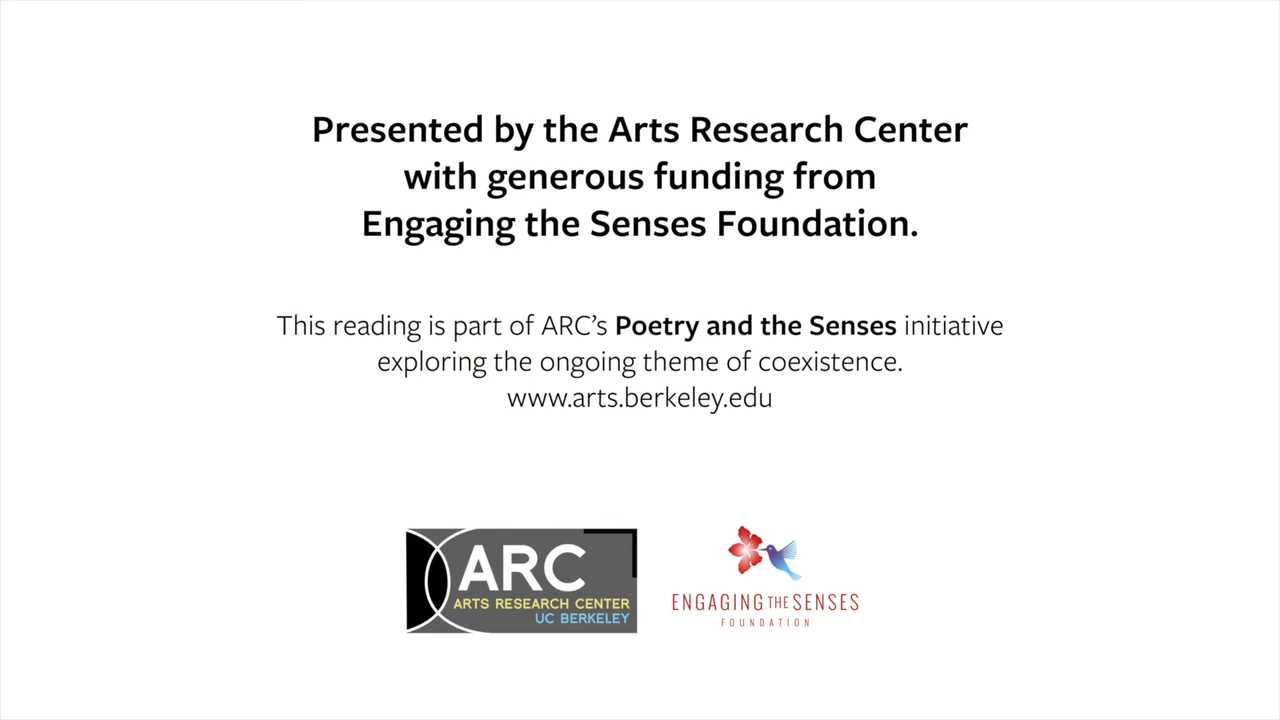 Presented by the Arts Research Center
with generous funding from
Engaging the Senses Foundation.
This reading is part of ARC’s Poetry and the Senses initiative
exploring the ongoing theme of coexistence.
www.arts.berkeley.edu
ARC
ARTS RESEARCH CENTER
UC BERKELEY
ENGAGING THE SENSES
FOUNDATION